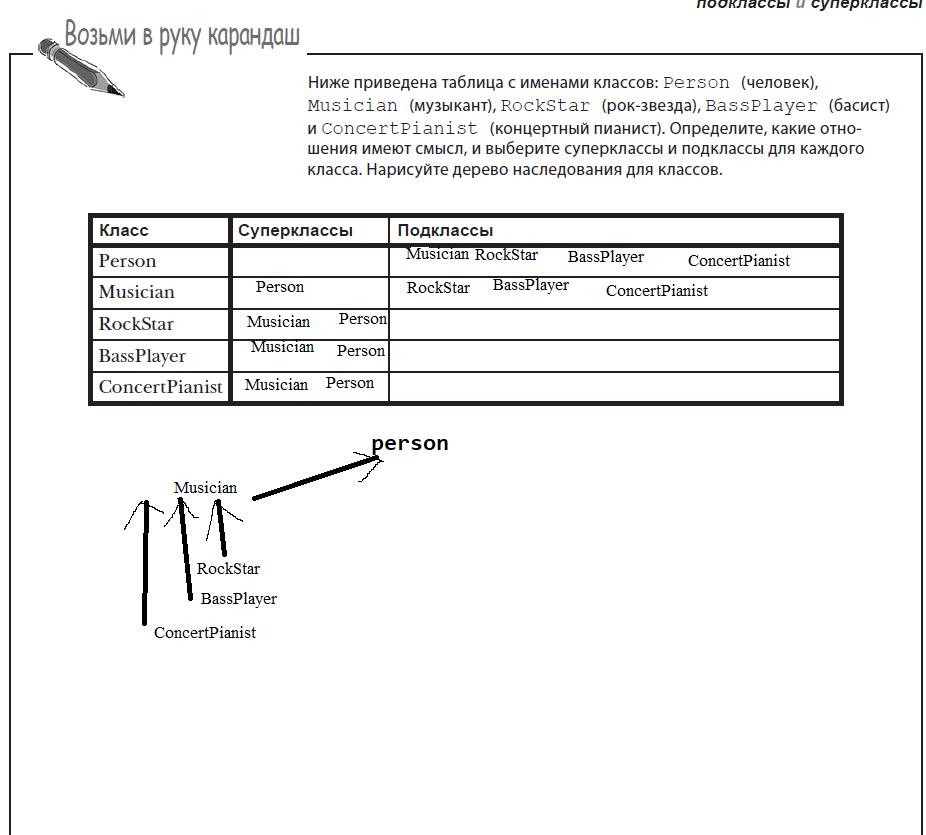 подклассы и суперклассы
Возьми в руку карандаш
Ниже приведена таблица с именами классов: Person (человек),
Musician (музыкант), RockStar (рок-звезда), BassPlayer (басист)
и ConcertPianist (концертный пианист). Определите, какие отно-
шения имеют смысл, и выберите суперклассы и подклассы для каждого
класса. Нарисуйте дерево наследования для классов.
Класс Суперклассы Подклассы
Person Musician RockStar BassPlayer ConcertPianist
Musician Person RockStar BassPlayer ConcertPianist
RockStar Musician Person
BassPlayer Musician Person
ConcertPianist Musician Person
person
Musician
RockStar
BassPlayer
ConcertPianist